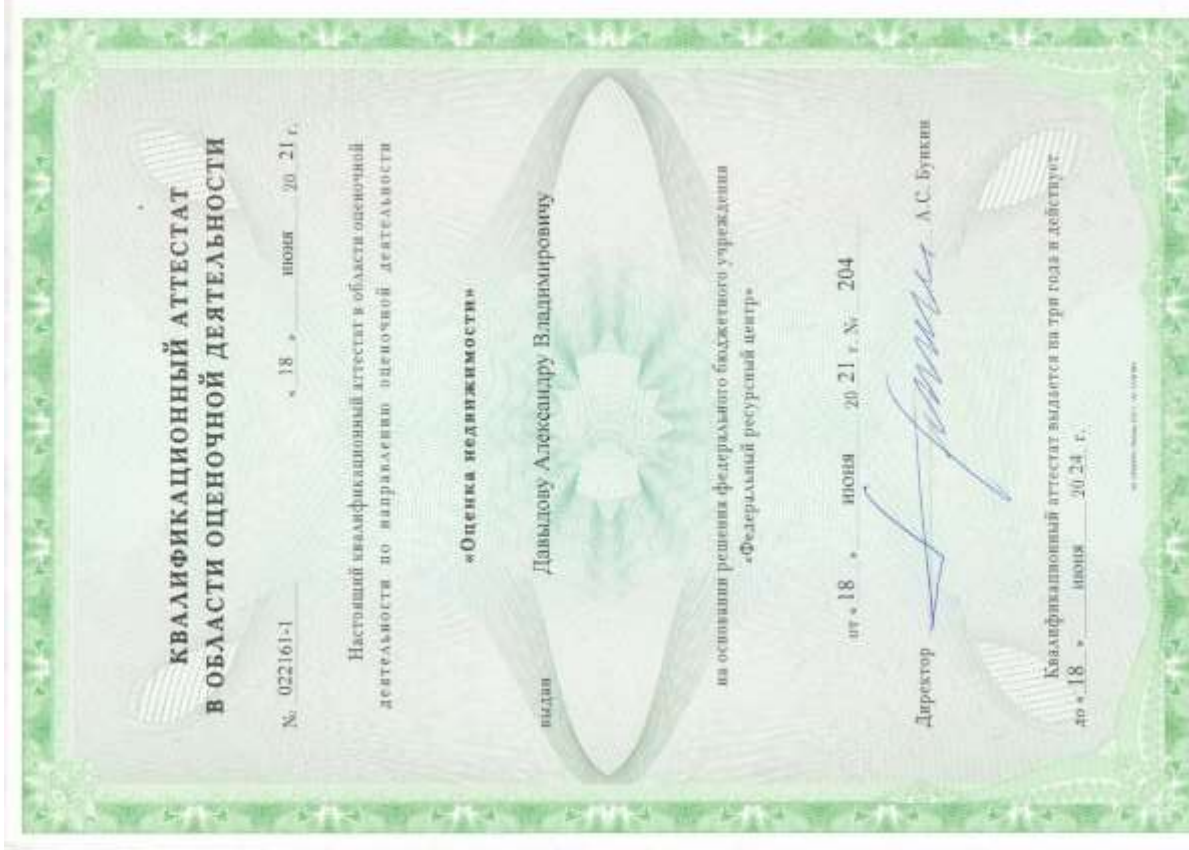 КВАЛИФИКАЦИОННЫЙ АТТЕСТАТ
В ОБЛАСТИ ОЦЕНОЧНОЙ ДЕЯТЕЛЬНОСТИ
№ 022161-1 « 18 » июня 20 21 г.
Настоящий квалификационный аттестат в области оценочной
деятельности по направлению оценочной деятельности
«Оценка недвижимости»
выдан Давыдову Александру Владимировичу
на основании решения федерального бюджетного учреждения
«Федеральный ресурсный центр»
от « 18 » июня 20 21 г. № 204
Директор А.С. Бункин
Квалификационный аттестат выдается на три года и действует
до « 18 » июня 20 24 г.